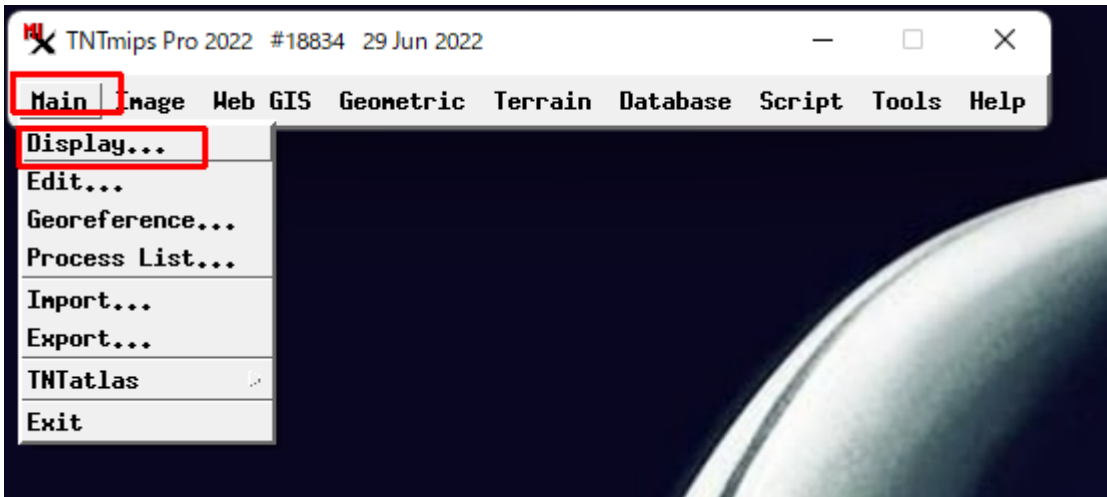 TNTmips Pro 2022 #18834 29 Jun 2022
Main Image Web GIS Geometric Terrain Database Script Tools Help
Display...
Edit...
Georeference...
Process List...
Import...
Export...
TNTatlas
Exit